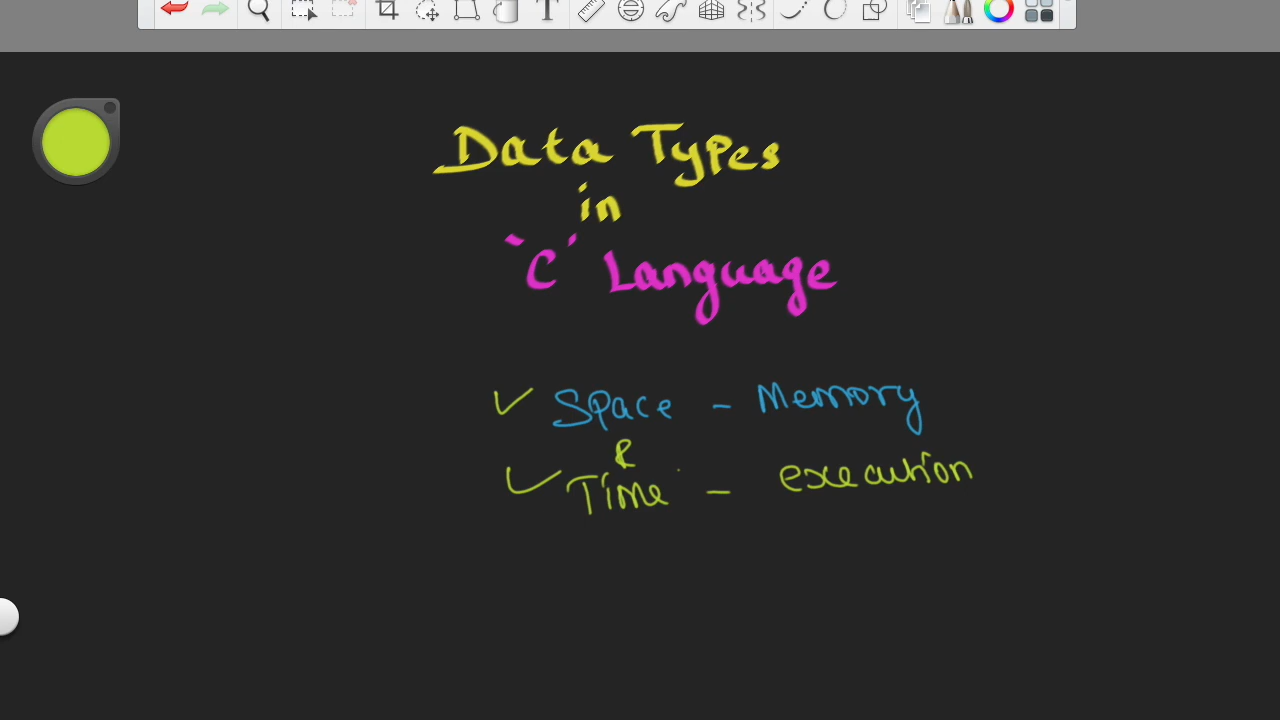 Data Types
in
`C' Language
✓ Space - Memory
&
✓ Time - execution